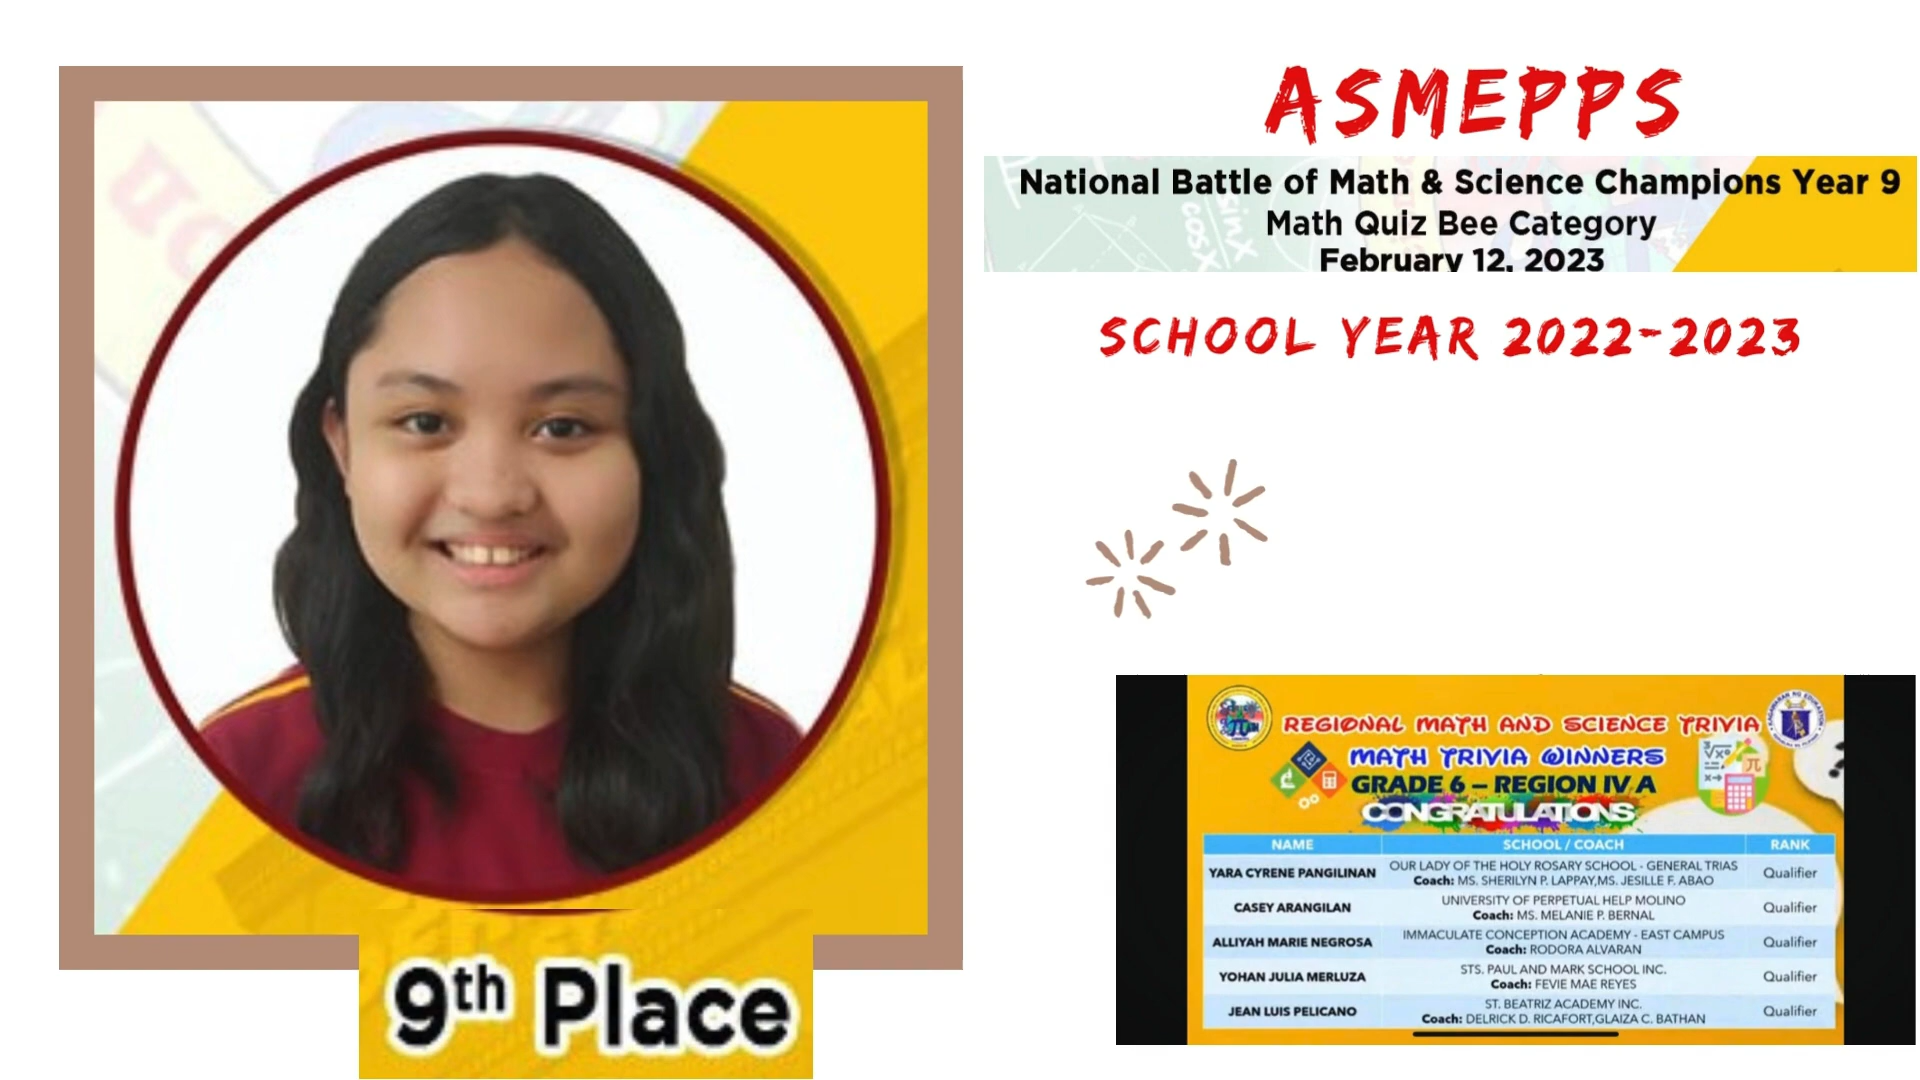 ASMEPPS
National Battle of Math & Science Champions Year 9
Math Quiz Bee Category
February 12, 2023
SCHOOL YEAR 2022-2023
9th Place
sinX
cosX
REGIONAL MATH AND SCIENCE TRIVIA
MATH TRIVIA WINNERS
GRADE 6 – REGION IV A
CONGRATULATIONS
NAME SCHOOL / COACH RANK
YARA CYRENE PANGILINAN OUR LADY OF THE HOLY ROSARY SCHOOL - GENERAL TRIAS Qualifier
Coach: MS. SHERILYN P. LAPPAY,MS. JESILLE F. ABAO
CASEY ARANGILAN UNIVERSITY OF PERPETUAL HELP MOLINO Qualifier
Coach: MS. MELANIE P. BERNAL
ALLIYAH MARIE NEGROSA IMMACULATE CONCEPTION ACADEMY - EAST CAMPUS Qualifier
Coach: RODORA ALVARAN
YOHAN JULIA MERLUZA STS. PAUL AND MARK SCHOOL INC. Qualifier
Coach: FEVIE MAE REYES
JEAN LUIS PELICANO ST. BEATRIZ ACADEMY INC. Qualifier
Coach: DELRICK D. RICAFORT,GLAIZA C. BATHAN